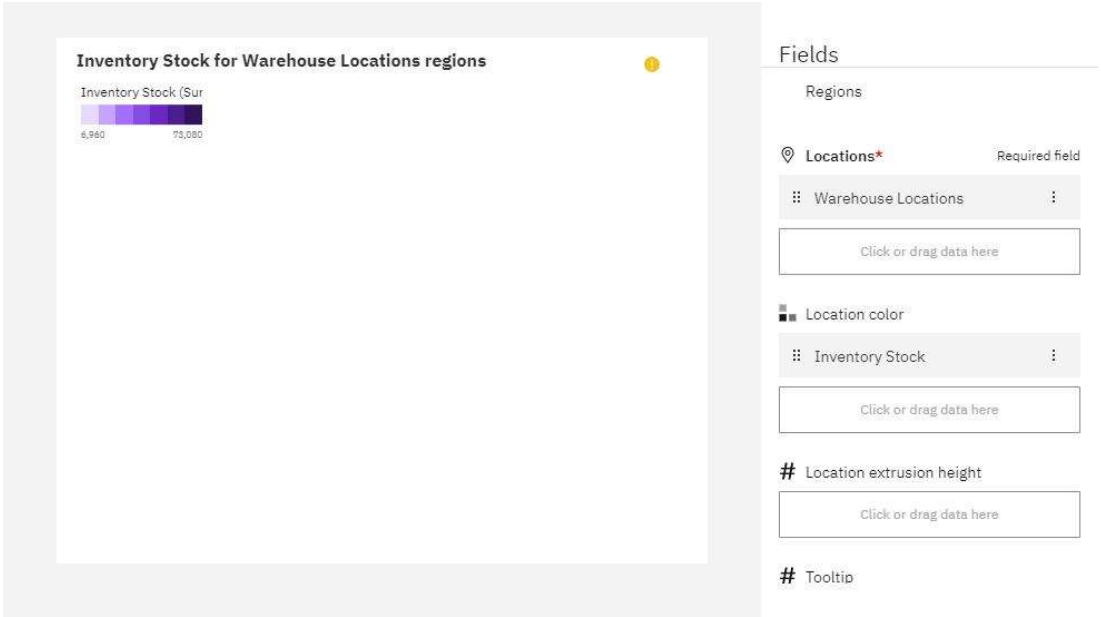 Inventory Stock for Warehouse Locations regions
Inventory Stock (Sur
6,960 73,080
Fields
Regions
Locations* Required field
Warehouse Locations
Click or drag data here
Location color
Inventory Stock
Click or drag data here
# Location extrusion height
Click or drag data here
# Tooltip